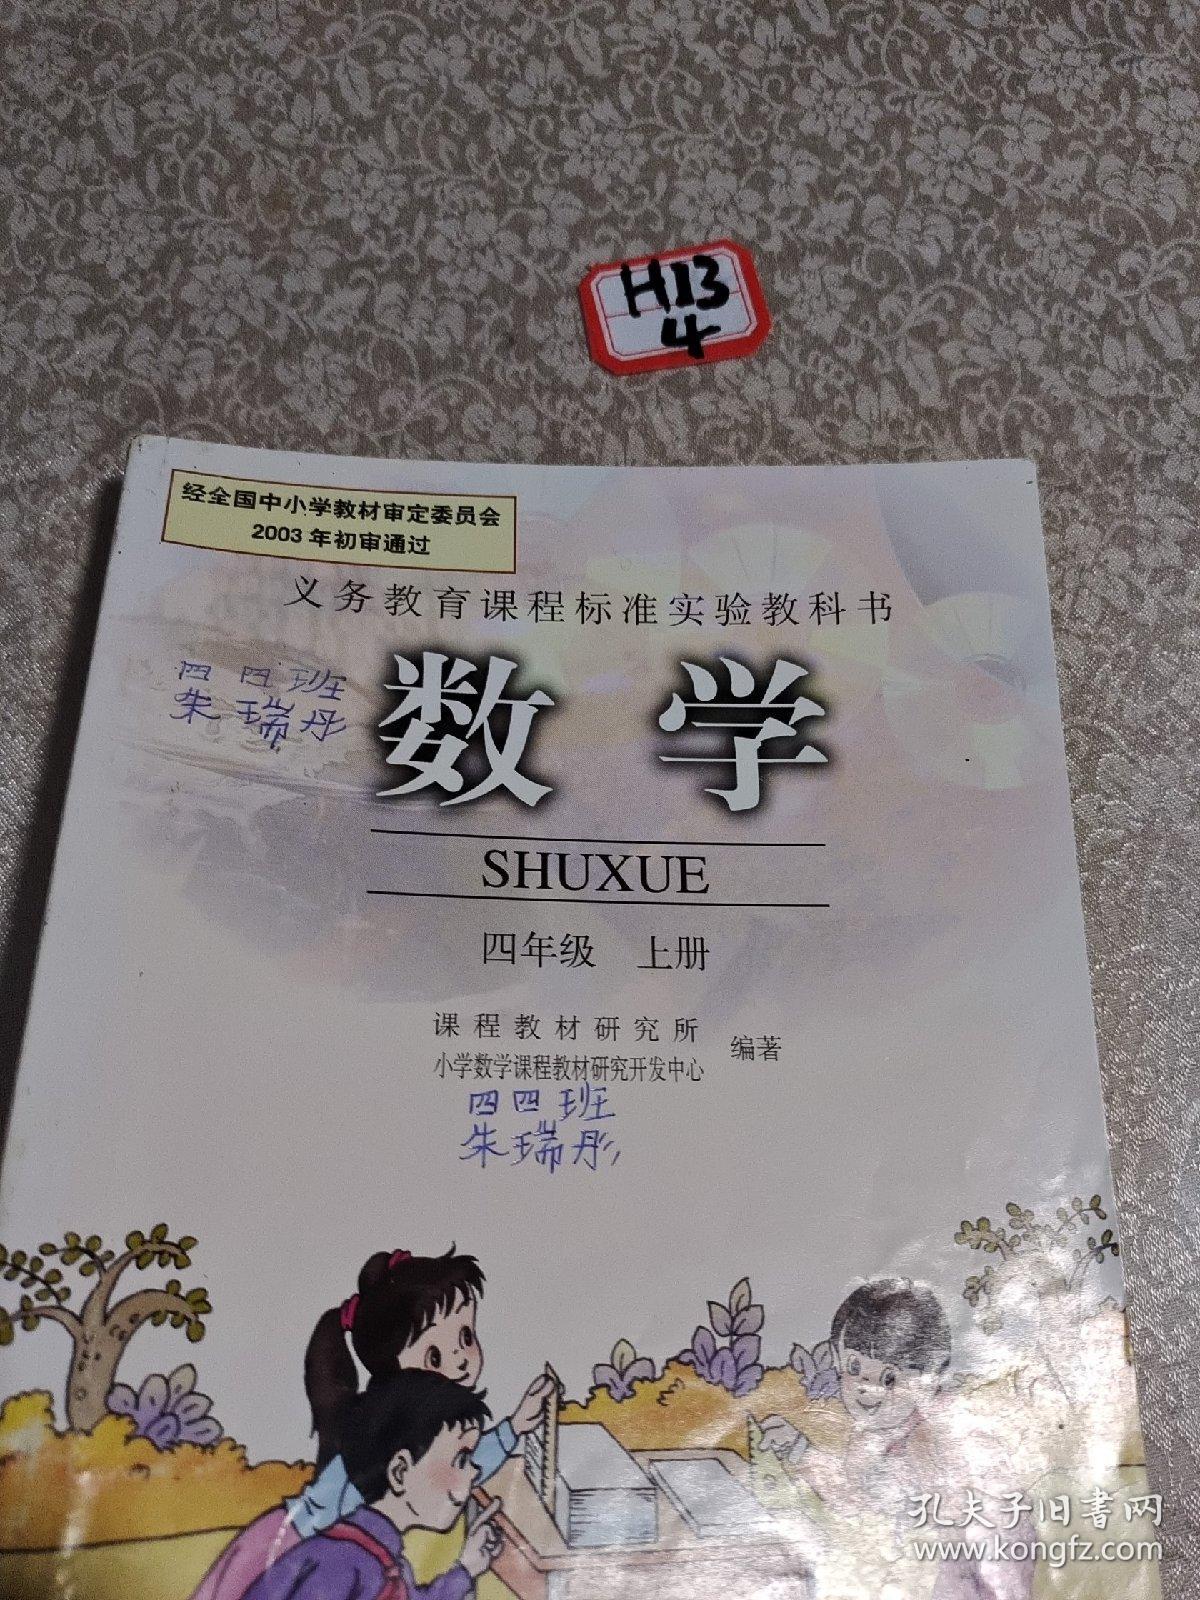 H13
4
经全国中小学教材审定委员会
2003年初审通过
义务教育课程标准实验教科书
四四班
朱瑞彤
数学
SHUXUE
四年级 上册
课程教材研究所
小学数学课程教材研究开发中心
编著
四四班
朱瑞彤
孔夫子旧书网
www.kongfz.com